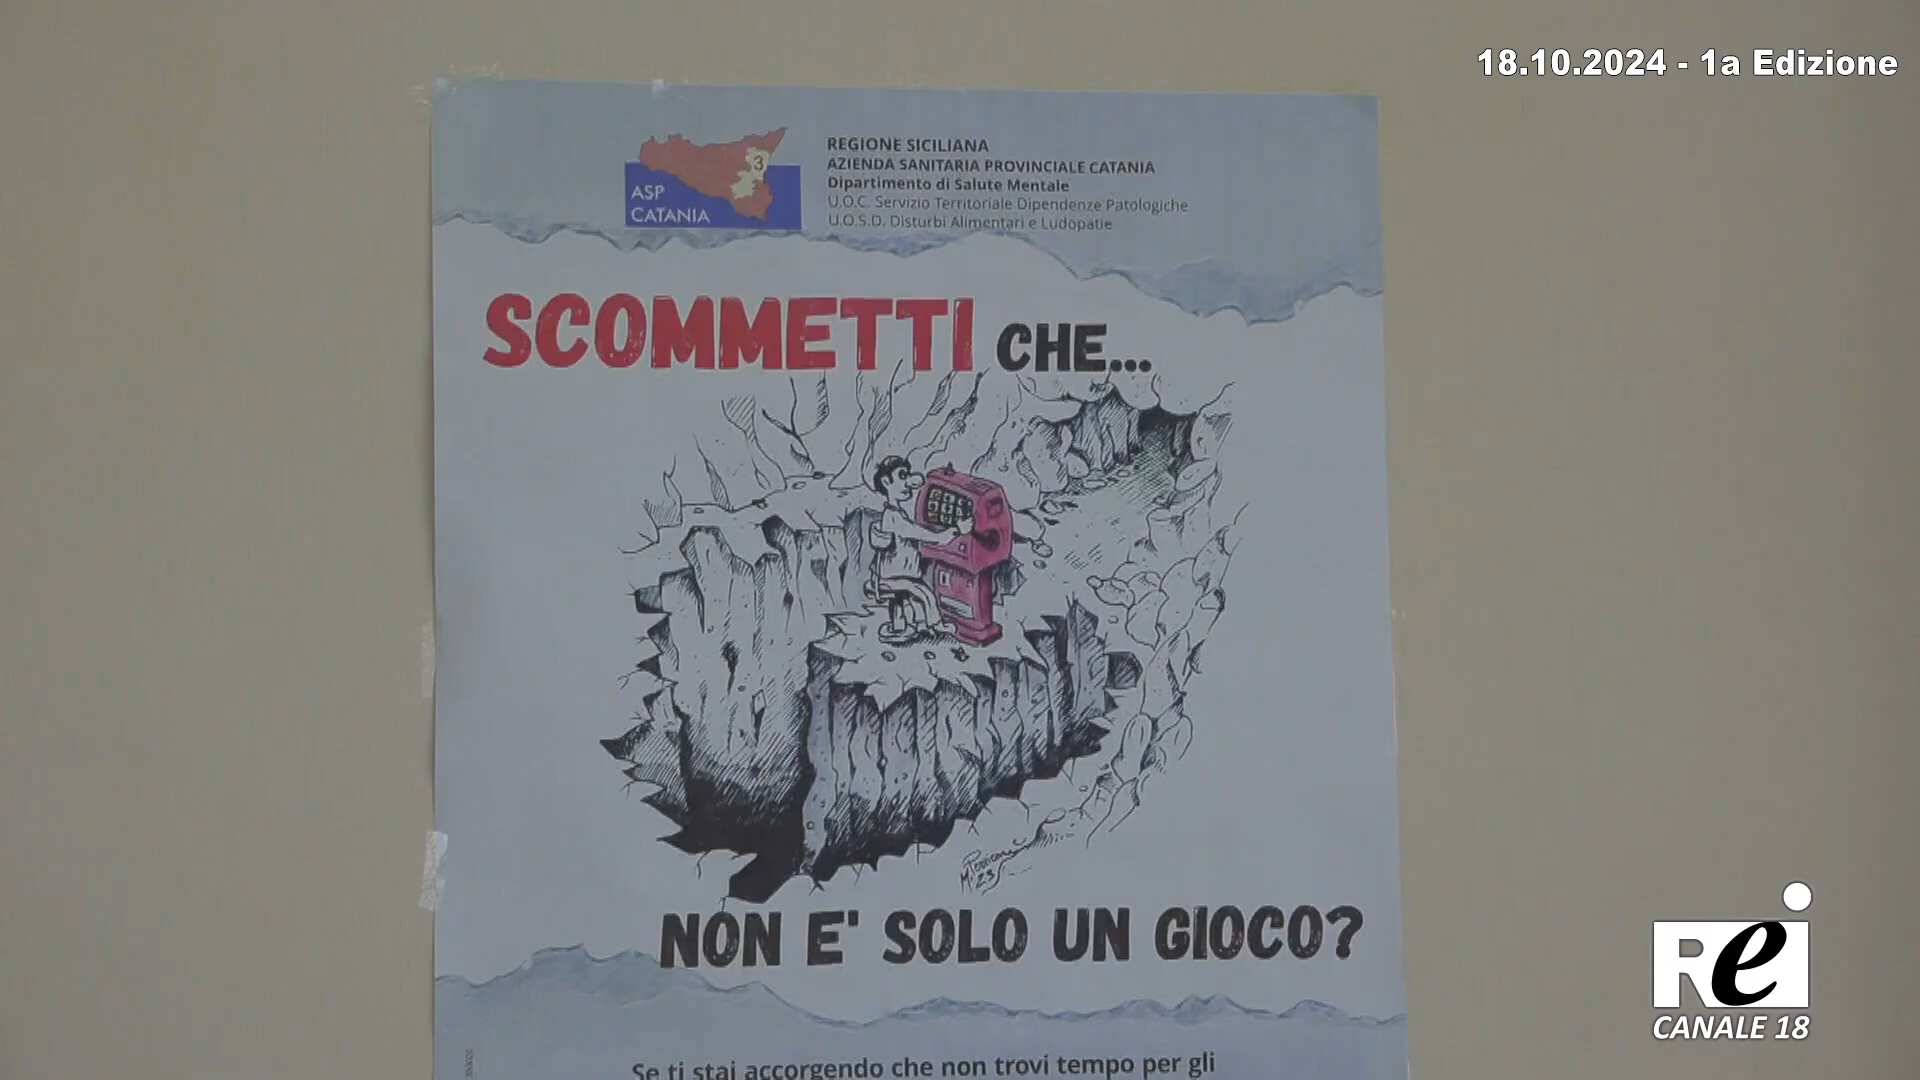 18.10.2024 - 1a Edizione
REGIONE SICILIANA
AZIENDA SANITARIA PROVINCIALE CATANIA
Dipartimento di Salute Mentale
U.O.C. Servizio Territoriale Dipendenze Patologiche
U.O.S.D. Disturbi Alimentari e Ludopatie
3
ASP
CATANIA
SCOMMETTI CHE...
23
NON E' SOLO UN GIOCO?
Se ti stai accorgendo che non trovi tempo per gli
Rei
CANALE 18